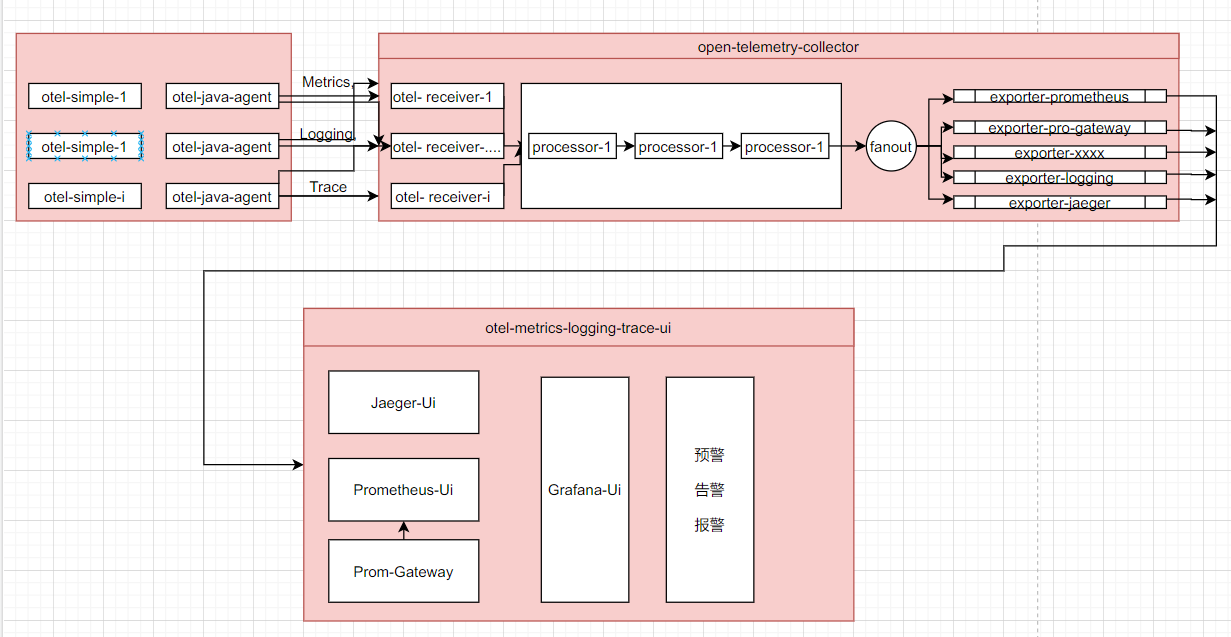 open-telemetry-collector
otel-simple-1
otel-java-agent
Metrics,
otel- receiver-1
exporter-prometheus
otel-simple-1
otel-java-agent
Logging,
otel- receiver-....
processor-1
processor-1
processor-1
fanout
exporter-pro-gateway
exporter-xxxx
otel-simple-i
otel-java-agent
Trace
otel- receiver-i
exporter-logging
exporter-jaeger
otel-metrics-logging-trace-ui
Jaeger-Ui
Prometheus-Ui
Prom-Gateway
Grafana-Ui
预警
告警
报警